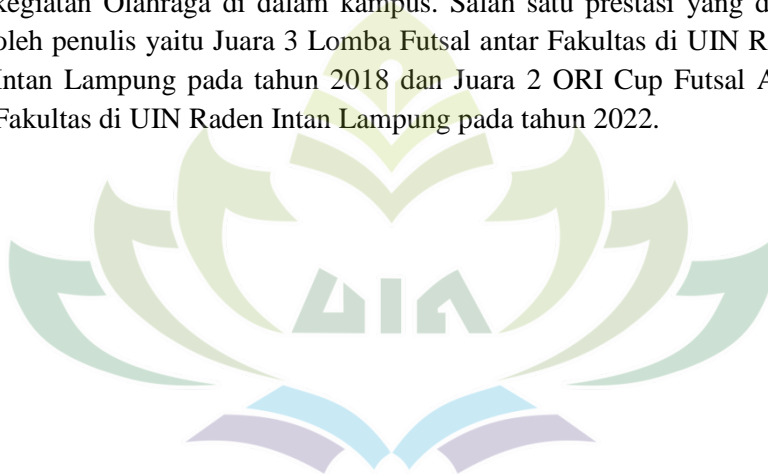 kegiatan Olahraga di dalam kampus. Salah satu prestasi yang
oleh penulis yaitu Juara 3 Lomba Futsal antar Fakultas di UIN
Intan Lampung pada tahun 2018 dan Juara 2 ORI Cup Futsal
Fakultas di UIN Raden Intan Lampung pada tahun 2022.
UIN